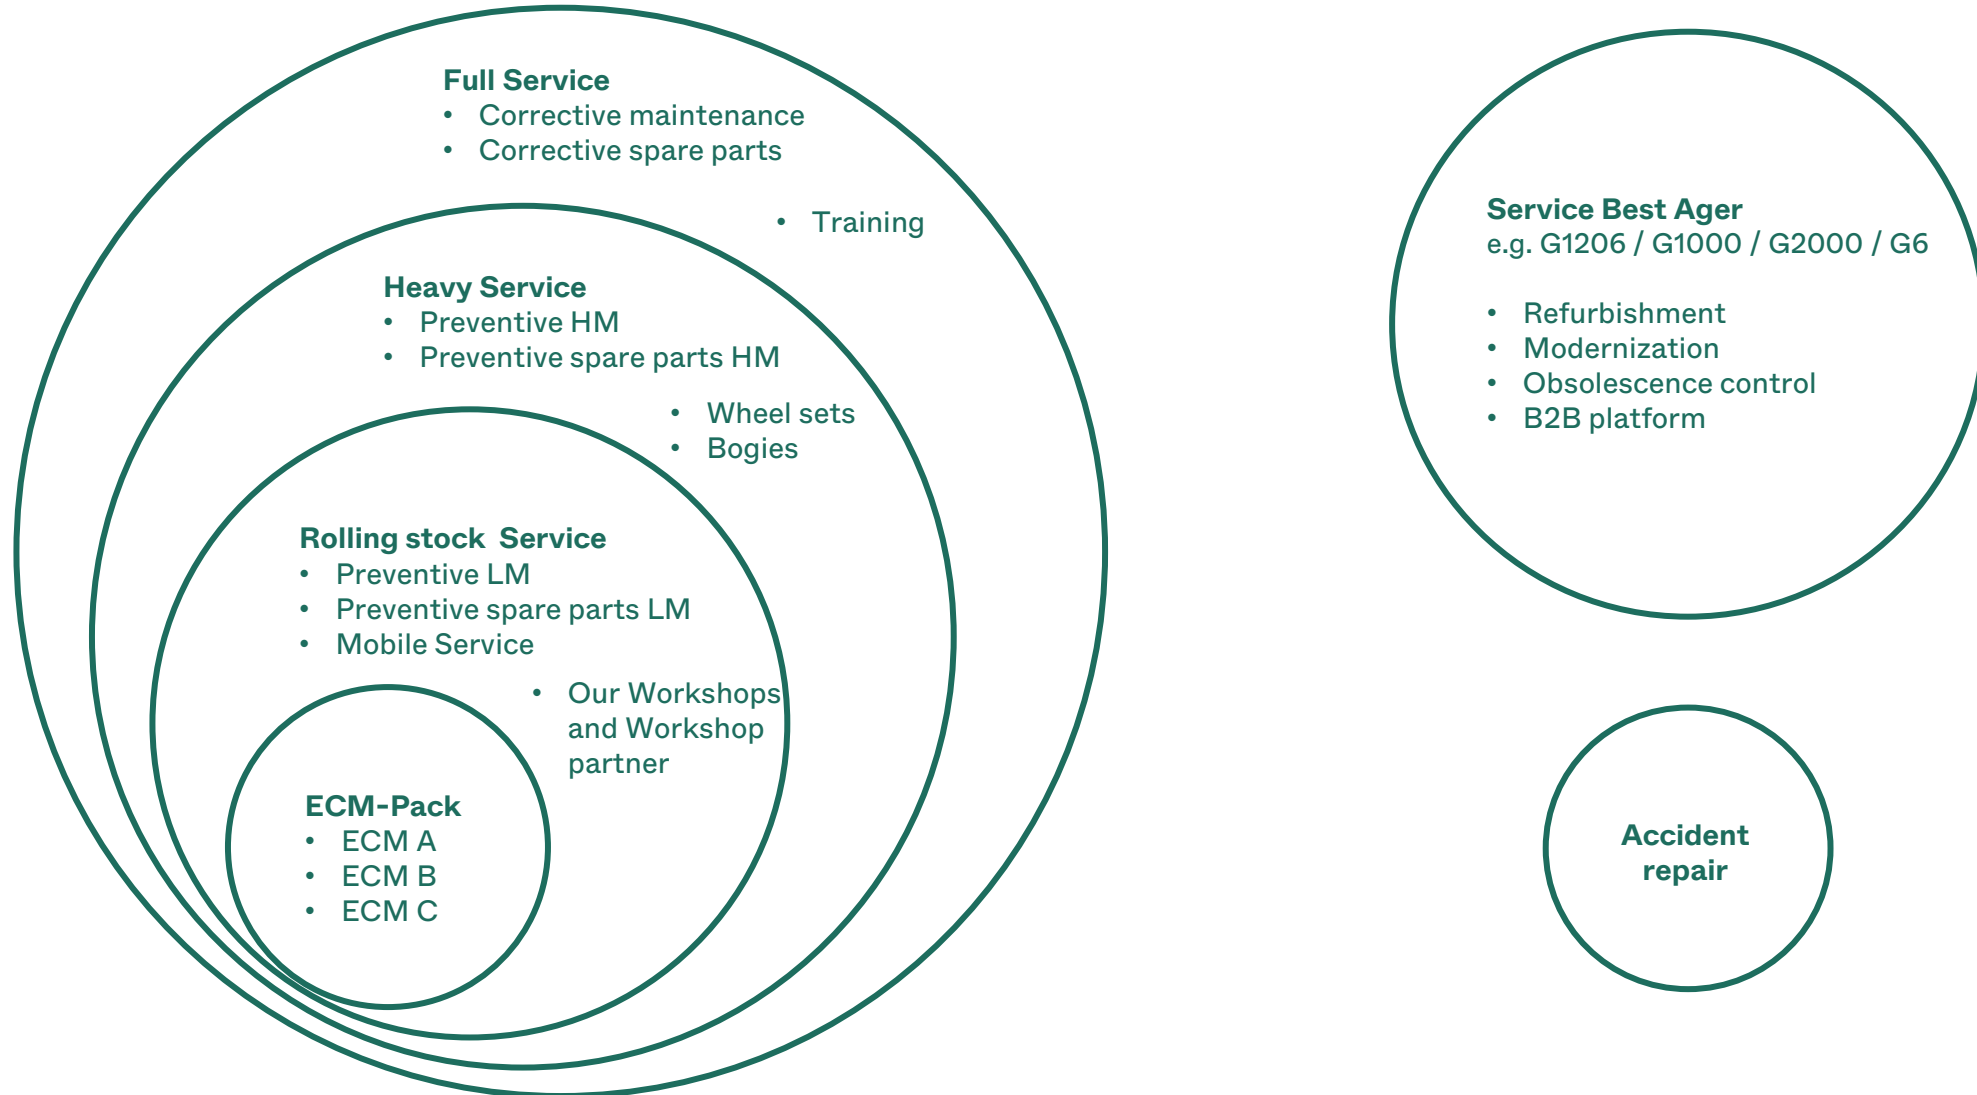 Full Service
• Corrective maintenance
• Corrective spare parts
• Training
Heavy Service
• Preventive HM
• Preventive spare parts HM
• Wheel sets
• Bogies
Rolling stock  Service
• Preventive LM
• Preventive spare parts LM
• Mobile Service
• Our Workshops
and Workshop
partner
ECM-Pack
• ECM A
• ECM B
• ECM C
Service Best Ager
e.g. G1206 / G1000 / G2000 / G6
• Refurbishment
• Modernization
• Obsolescence control
• B2B platform
Accident
repair